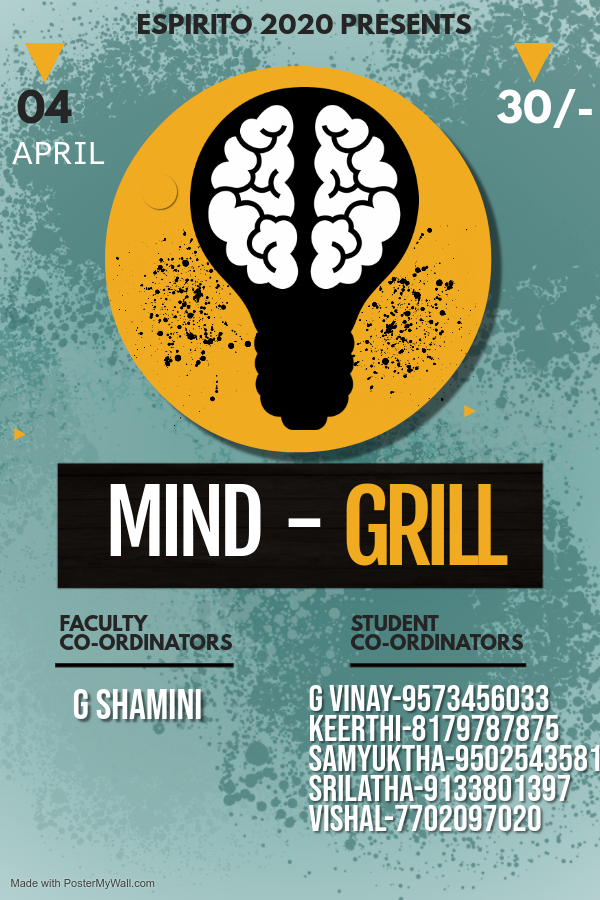 ESPIRITO 2020 PRESENTS
04
APRIL
30/-
MIND - GRILL
FACULTY
CO-ORDINATORS
G SHAMINI
STUDENT
CO-ORDINATORS
G VINAY-9573456033
KEERTHI-8179787875
SAMYUKTHA-9502543581
SRILATHA-9133801397
VISHAL-7702097020
Made with PosterMyWall.com